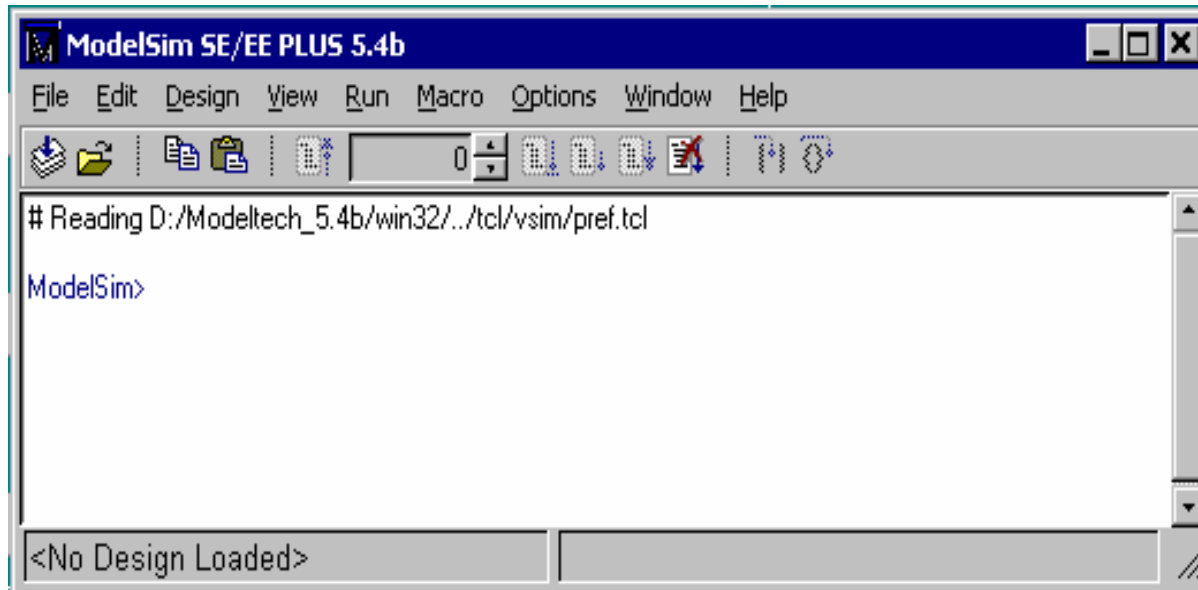 ModelSim SE/EE PLUS 5.4b
File Edit Design View Run Macro Options Window Help
0
# Reading D:/Modeltech_5.4b/win32/../tcl/vsim/pref.tcl
ModelSim>
<No Design Loaded>